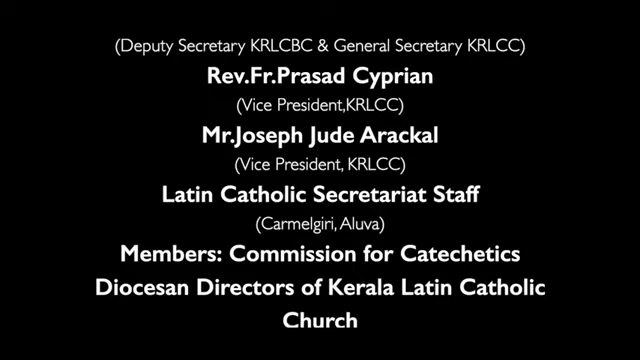 (Deputy Secretary KRLCBC & General Secretary KRLCC)
Rev.Fr.Prasad Cyprian
(Vice President,KRLCC)
Mr.Joseph Jude Arackal
(Vice President, KRLCC)
Latin Catholic Secretariat Staff
(Carmelgiri, Aluva)
Members: Commission for Catechetics
Diocesan Directors of Kerala Latin Catholic
Church